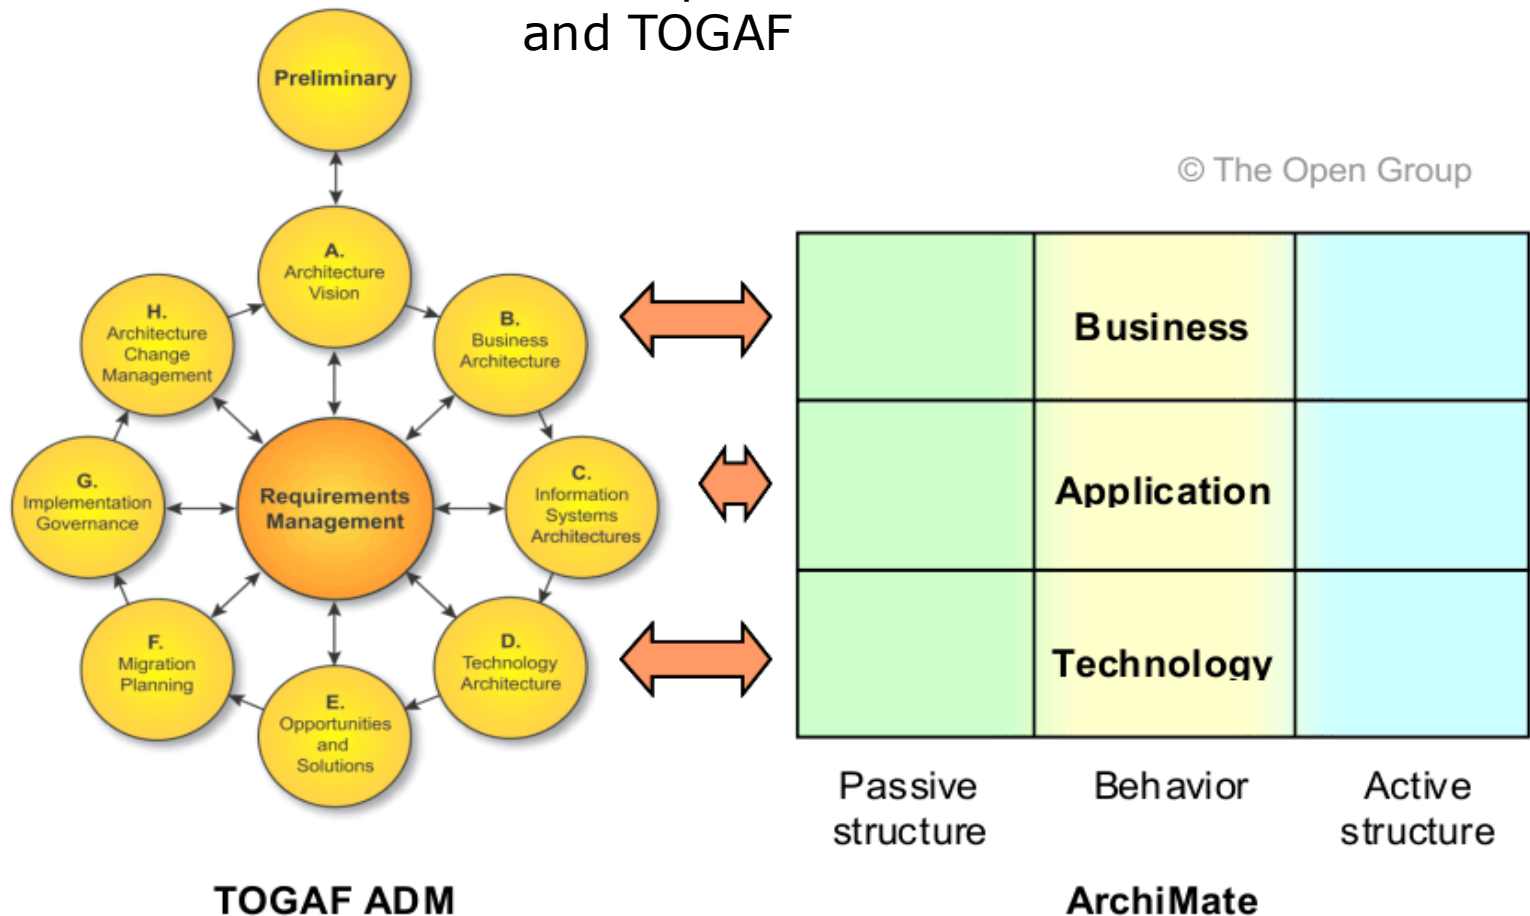 and TOGAF
Preliminary
© The Open Group
A.
Architecture
Vision
H.
Architecture
Change
Management
B.
Business
Architecture
Business
G.
Implementation
Governance
Requirements
Management
C.
Information
Systems
Architectures
Application
F.
Migration
Planning
E.
Opportunities
and
Solutions
D.
Technology
Architecture
Technology
Passive
structure
Behavior
Active
structure
TOGAF ADM
ArchiMate